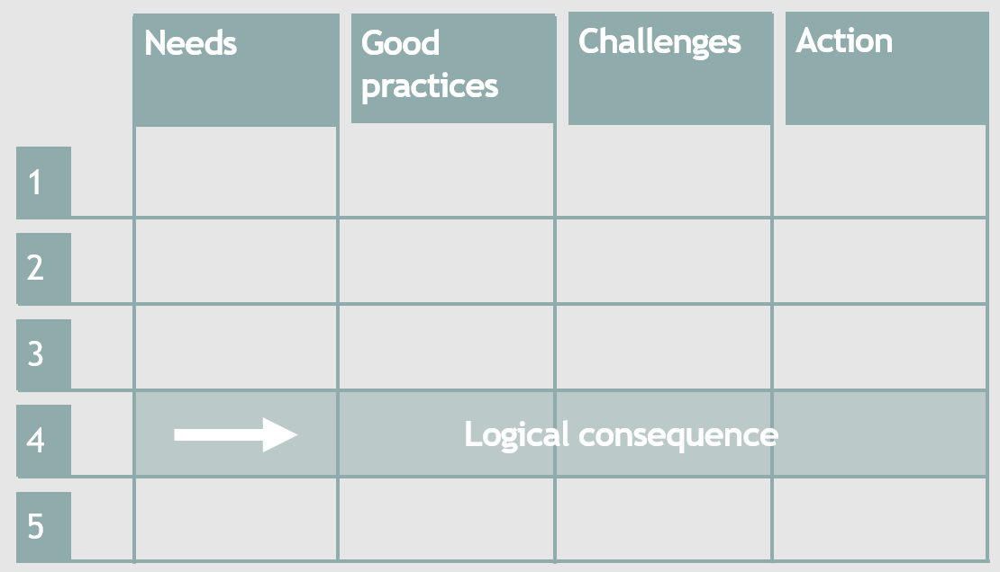 Needs
Good
practices
Challenges
Action
1
2
3
4
Logical consequence
5